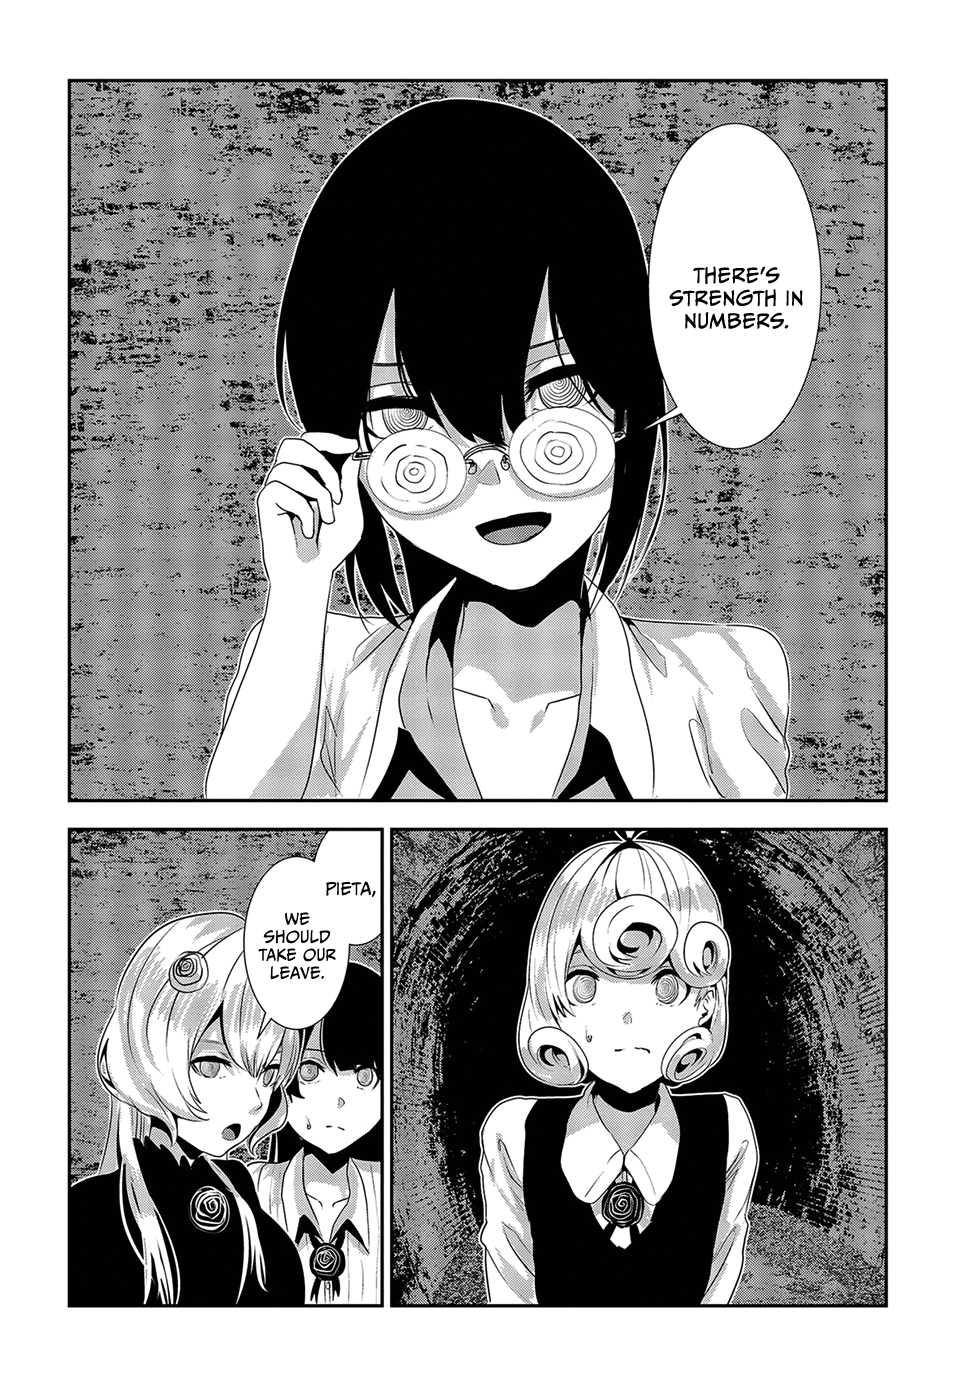 THERE'S
STRENGTH IN
NUMBERS.
PIETA,
WE
SHOULD
TAKE OUR
LEAVE.